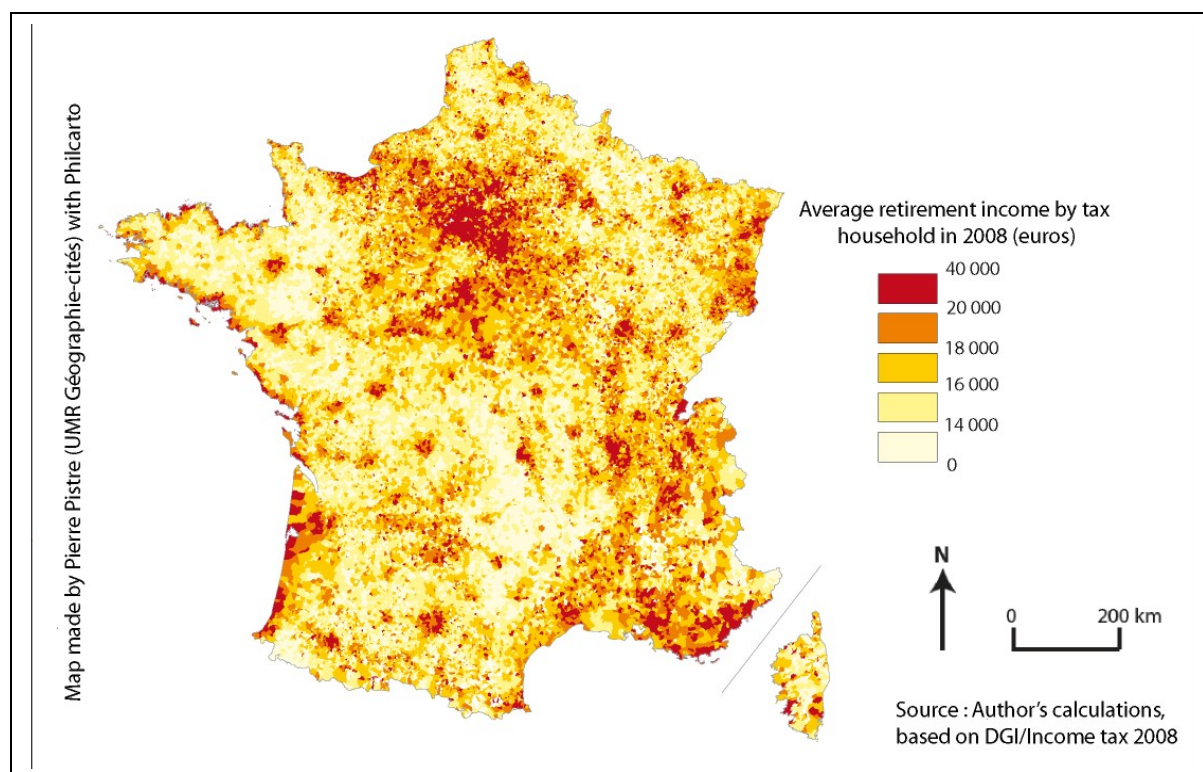 Map made by Pierre Pistre (UMR Géographie-cités) with Philcarto
Average retirement income by tax
household in 2008 (euros)
40 000
20 000
18 000
16 000
14 000
0
N
0 200 km
Source : Author's calculations,
based on DGI/Income tax 2008